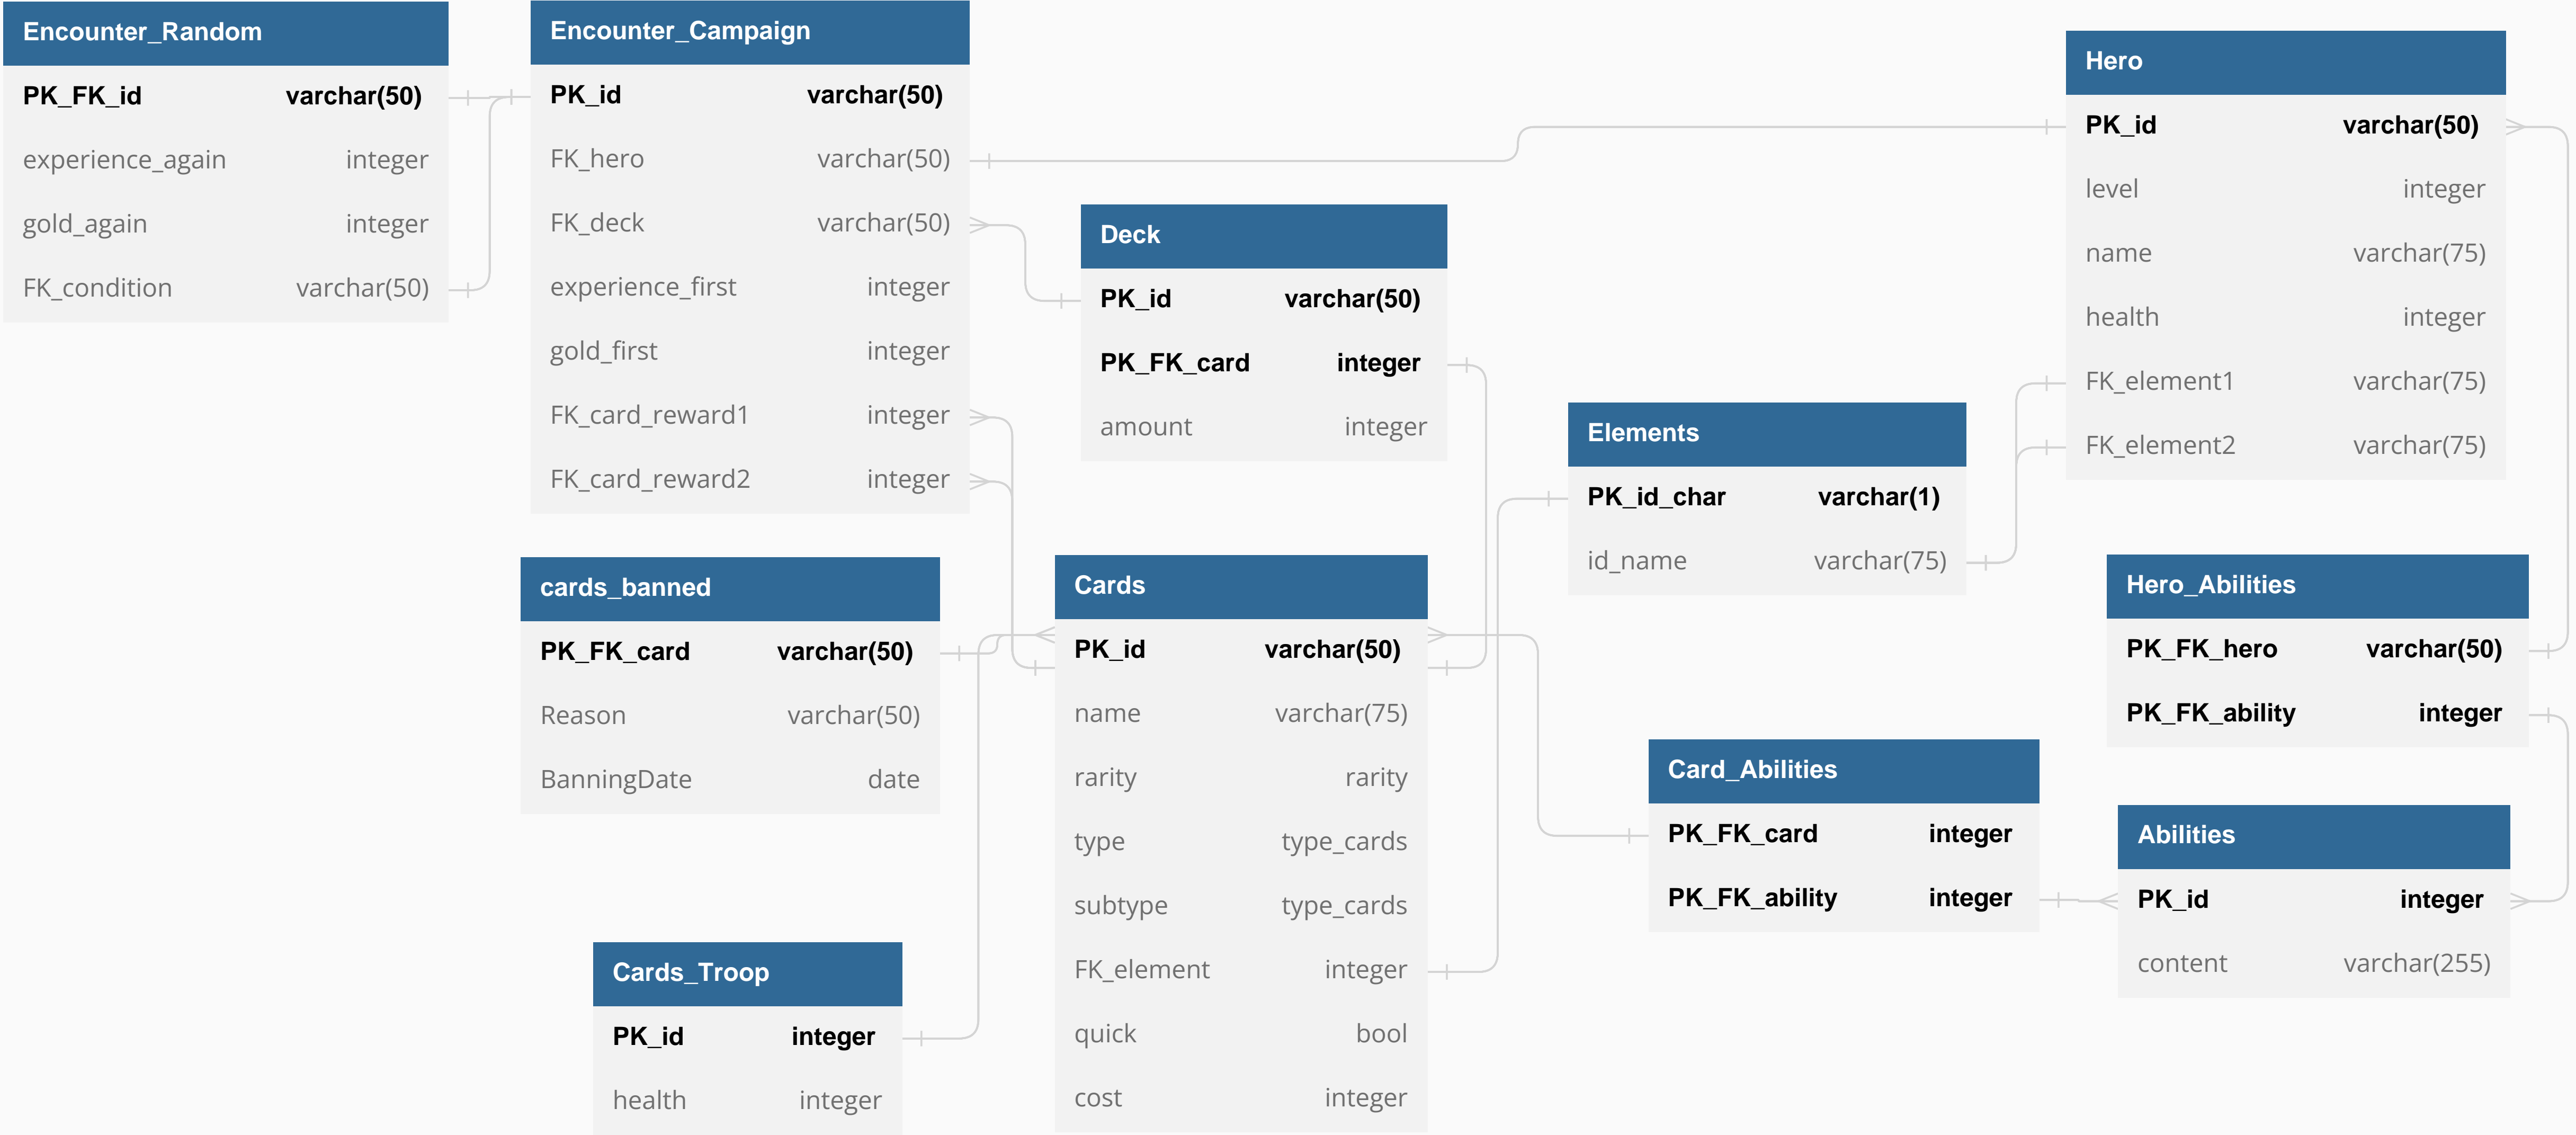 Encounter_Random
PK_FK_id varchar(50)
experience_again integer
gold_again integer
FK_condition varchar(50)
Encounter_Campaign
PK_id varchar(50)
FK_hero varchar(50)
FK_deck varchar(50)
experience_first integer
gold_first integer
FK_card_reward1 integer
FK_card_reward2 integer
Hero
PK_id varchar(50)
level integer
name varchar(75)
health integer
FK_element1 varchar(75)
FK_element2 varchar(75)
Deck
PK_id varchar(50)
PK_FK_card integer
amount integer
Elements
PK_id_char varchar(1)
id_name varchar(75)
cards_banned
PK_FK_card varchar(50)
Reason varchar(50)
BanningDate date
Cards
PK_id varchar(50)
name varchar(75)
rarity rarity
type type_cards
subtype type_cards
FK_element integer
quick bool
cost integer
Hero_Abilities
PK_FK_hero varchar(50)
PK_FK_ability integer
Card_Abilities
PK_FK_card integer
PK_FK_ability integer
Abilities
PK_id integer
content varchar(255)
Cards_Troop
PK_id integer
health integer